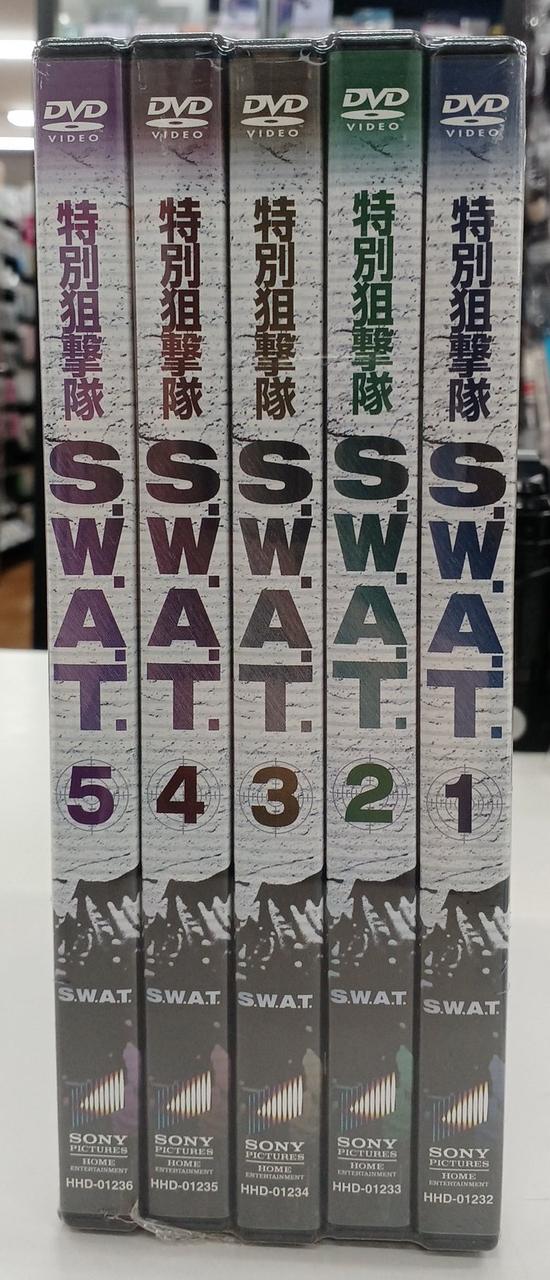 DVD
VIDEO
特別狙撃隊
S.W.A.T.
5
S.W.A.T.
SONY
PICTURES
HOME
ENTERTAINMENT
HHD-01236
DVD
VIDEO
特別狙撃隊
S.W.A.T.
4
S.W.A.T.
SONY
PICTURES
HOME
ENTERTAINMENT
HHD-01235
DVD
VIDEO
特別狙撃隊
S.W.A.T.
3
S.W.A.T.
SONY
PICTURES
HOME
ENTERTAINMENT
HHD-01234
DVD
VIDEO
特別狙撃隊
S.W.A.T.
2
S.W.A.T.
SONY
PICTURES
HOME
ENTERTAINMENT
HHD-01233
DVD
VIDEO
特別狙撃隊
S.W.A.T.
1
S.W.A.T.
SONY
PICTURES
HOME
ENTERTAINMENT
HHD-01232